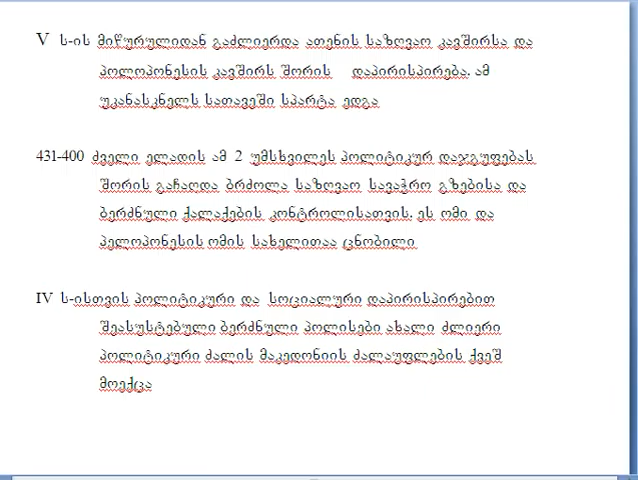 V ს-ის მიწურულიდან გაძლიერდა ათენის საზღვაო კავშირსა და
პოლოპონესის კავშირს შორის დაპირისპირება. ამ
უკანასკნელს სათავეში სპარტა ედგა
431-400 ძველი ელადის ამ 2 უმსხვილეს პოლიტიკურ დაჯგუფებას
შორის გაჩაღდა ბრძოლა საზღვაო სავაჭრო გზებისა და
ბერძნული ქალაქების კონტროლისათვის. ეს ომი და
პელოპონესის ომის სახელითაა ცნობილი
IV ს-ისთვის პოლიტიკური და სოციალური დაპირისპირებით
შეასუსტებული ბერძნული პოლისები ახალი ძლიერი
პოლიტიკური ძალის მაკედონიის ძალაუფლების ქვეშ
მოექცა